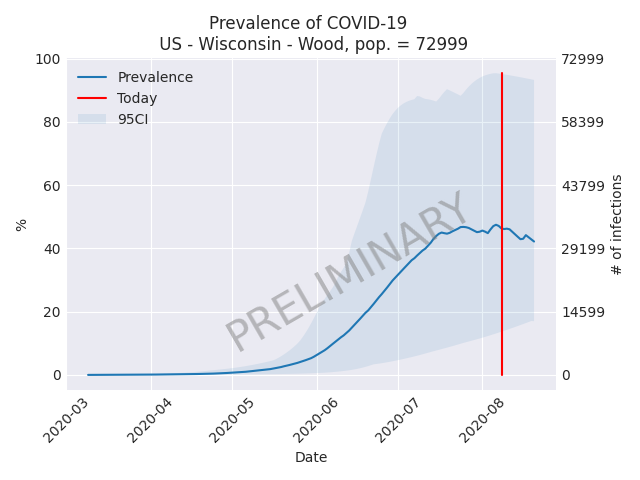 Prevalence of COVID-19
US - Wisconsin - Wood, pop. = 72999
Prevalence
Today
95CI
PRELIMINARY
100
80
60
40
20
0
%
72999
58399
43799
29199
14599
0
# of infections
2020-03
2020-04
2020-05
2020-06
2020-07
2020-08
Date